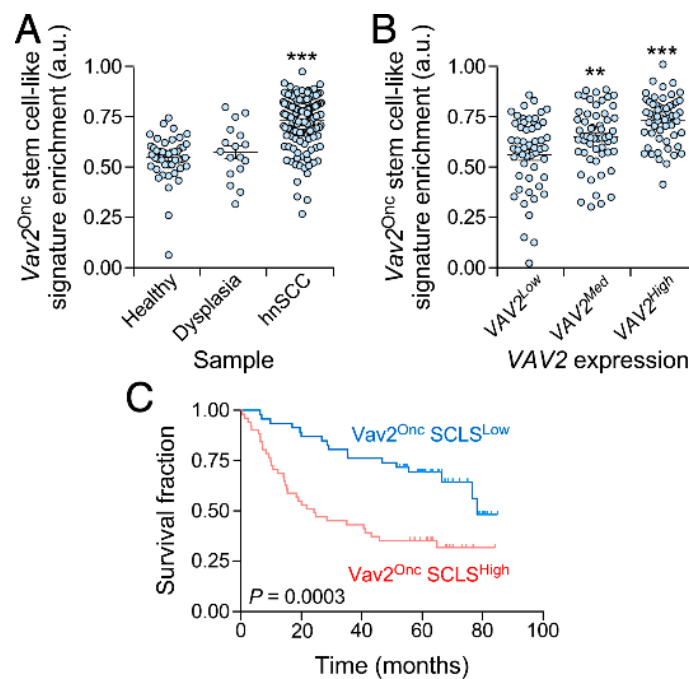 A
Vav2Onc stem cell-like
signature enrichment (a.u.)
1.00
0.75
0.50
0.25
0.00
***
Healthy
Dysplasia
hnSCC
Sample
B
Vav2Onc stem cell-like
signature enrichment (a.u.)
1.00
0.75
0.50
0.25
0.00
**
***
VAV2Low
VAV2Med
VAV2High
VAV2 expression
C
Survival fraction
1.00
0.75
0.50
0.25
0.00
Vav2Onc SCLSLow
Vav2Onc SCLSHigh
P = 0.0003
0
20
40
60
80
100
Time (months)